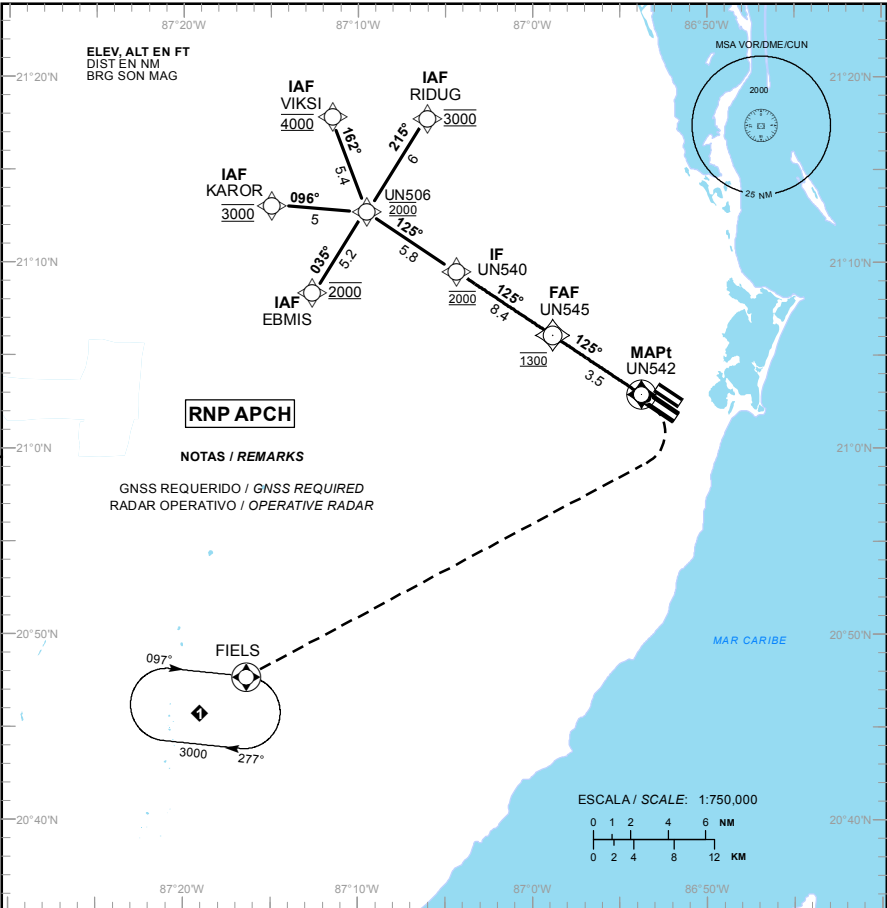 87°20'W 87°10'W 87°0'W 86°50'W
ELEV, ALT EN FT
DIST EN NM
BRG SON MAG
MSA VOR/DME/CUN
2000
25 NM
21°20'N 21°20'N
IAF
VIKSI
4000
IAF
RIDUG
3000
162°
5.4
215°
6
IAF
KAROR
3000
096°
5
UN506
2000
035°
5.2
2000
IAF
EBMIS
125°
5.8
IF
UN540
2000
21°10'N 21°10'N
125°
8.4
FAF
UN545
1300
125°
3.5
MAPt
UN542
RNP APCH
21°0'N 21°0'N
NOTAS / REMARKS
GNSS REQUERIDO / GNSS REQUIRED
RADAR OPERATIVO / OPERATIVE RADAR
20°50'N 20°50'N
MAR CARIBE
FIELS
097°
1
3000
277°
ESCALA / SCALE: 1:750,000
0 1 2 4 6 NM
0 2 4 8 12 KM
20°40'N 20°40'N
87°20'W 87°10'W 87°0'W 86°50'W